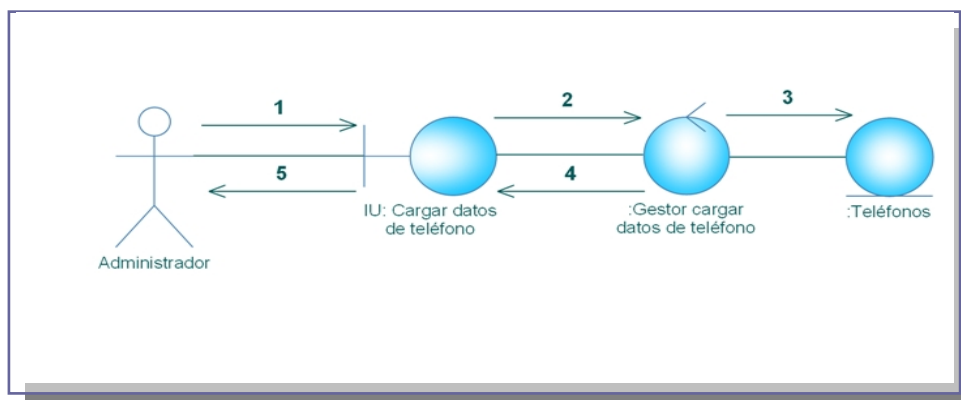 1
2
3
5
4
IU: Cargar datos
de teléfono
:Gestor cargar
datos de teléfono
:Teléfonos
Administrador